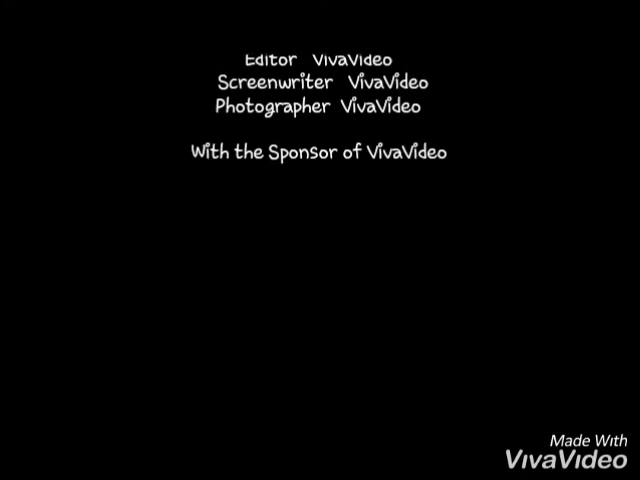 Editor VivaVideo
Screenwriter VivaVideo
Photographer VivaVideo
With the Sponsor of VivaVideo
Made With
VivaVideo